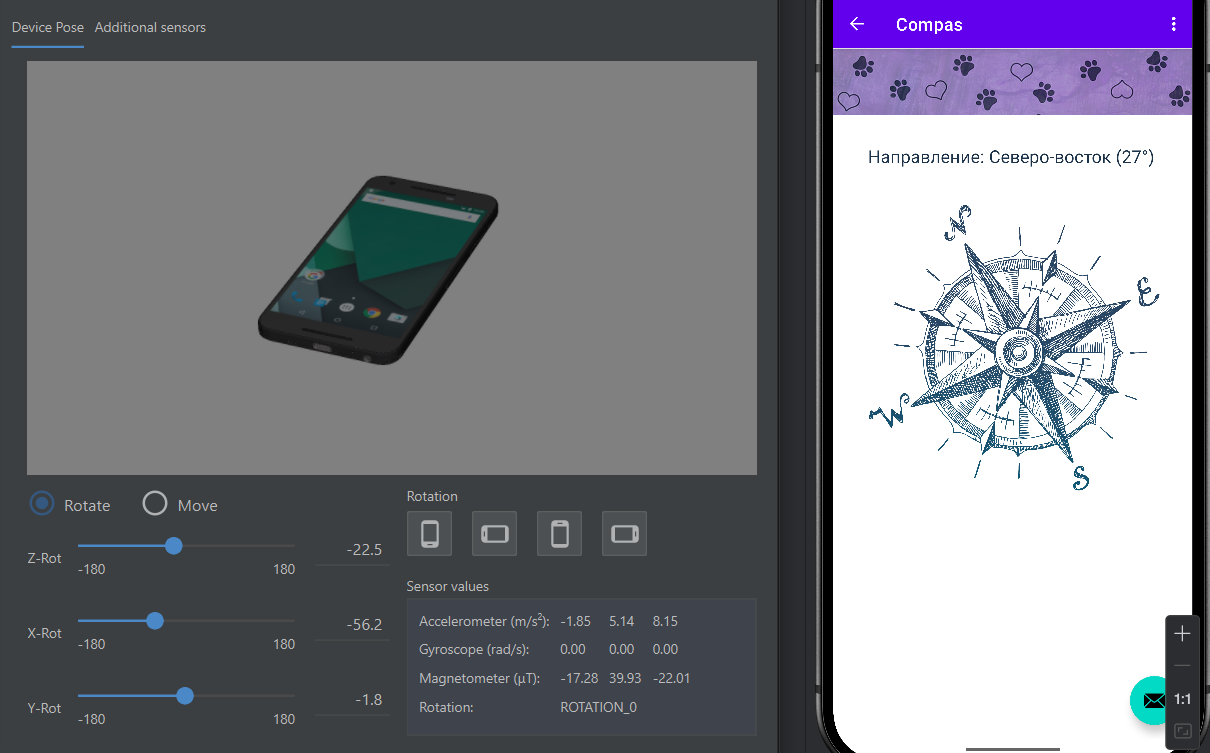 Device Pose Additional sensors
Rotate Move
Z-Rot -22.5
-180 180
X-Rot -56.2
-180 180
Y-Rot -1.8
-180 180
Rotation
Sensor values
Accelerometer (m/s²): -1.85 5.14 8.15
Gyroscope (rad/s): 0.00 0.00 0.00
Magnetometer (μT): -17.28 39.93 -22.01
Rotation: ROTATION_0
Compas
Направление: Северо-восток (27°)
N
E
W
S
1:1